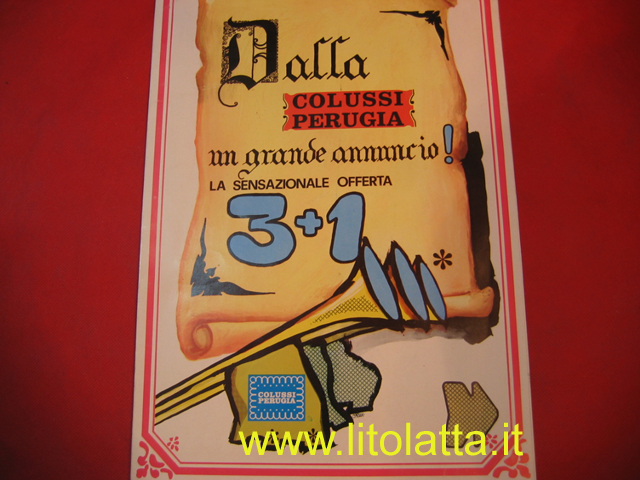 Dalla
COLUSSI
PERUGIA
un grande annuncio!
LA SENSAZIONALE OFFERTA
3+1
*
COLUSSI
PERUGIA
www.litolatta.it